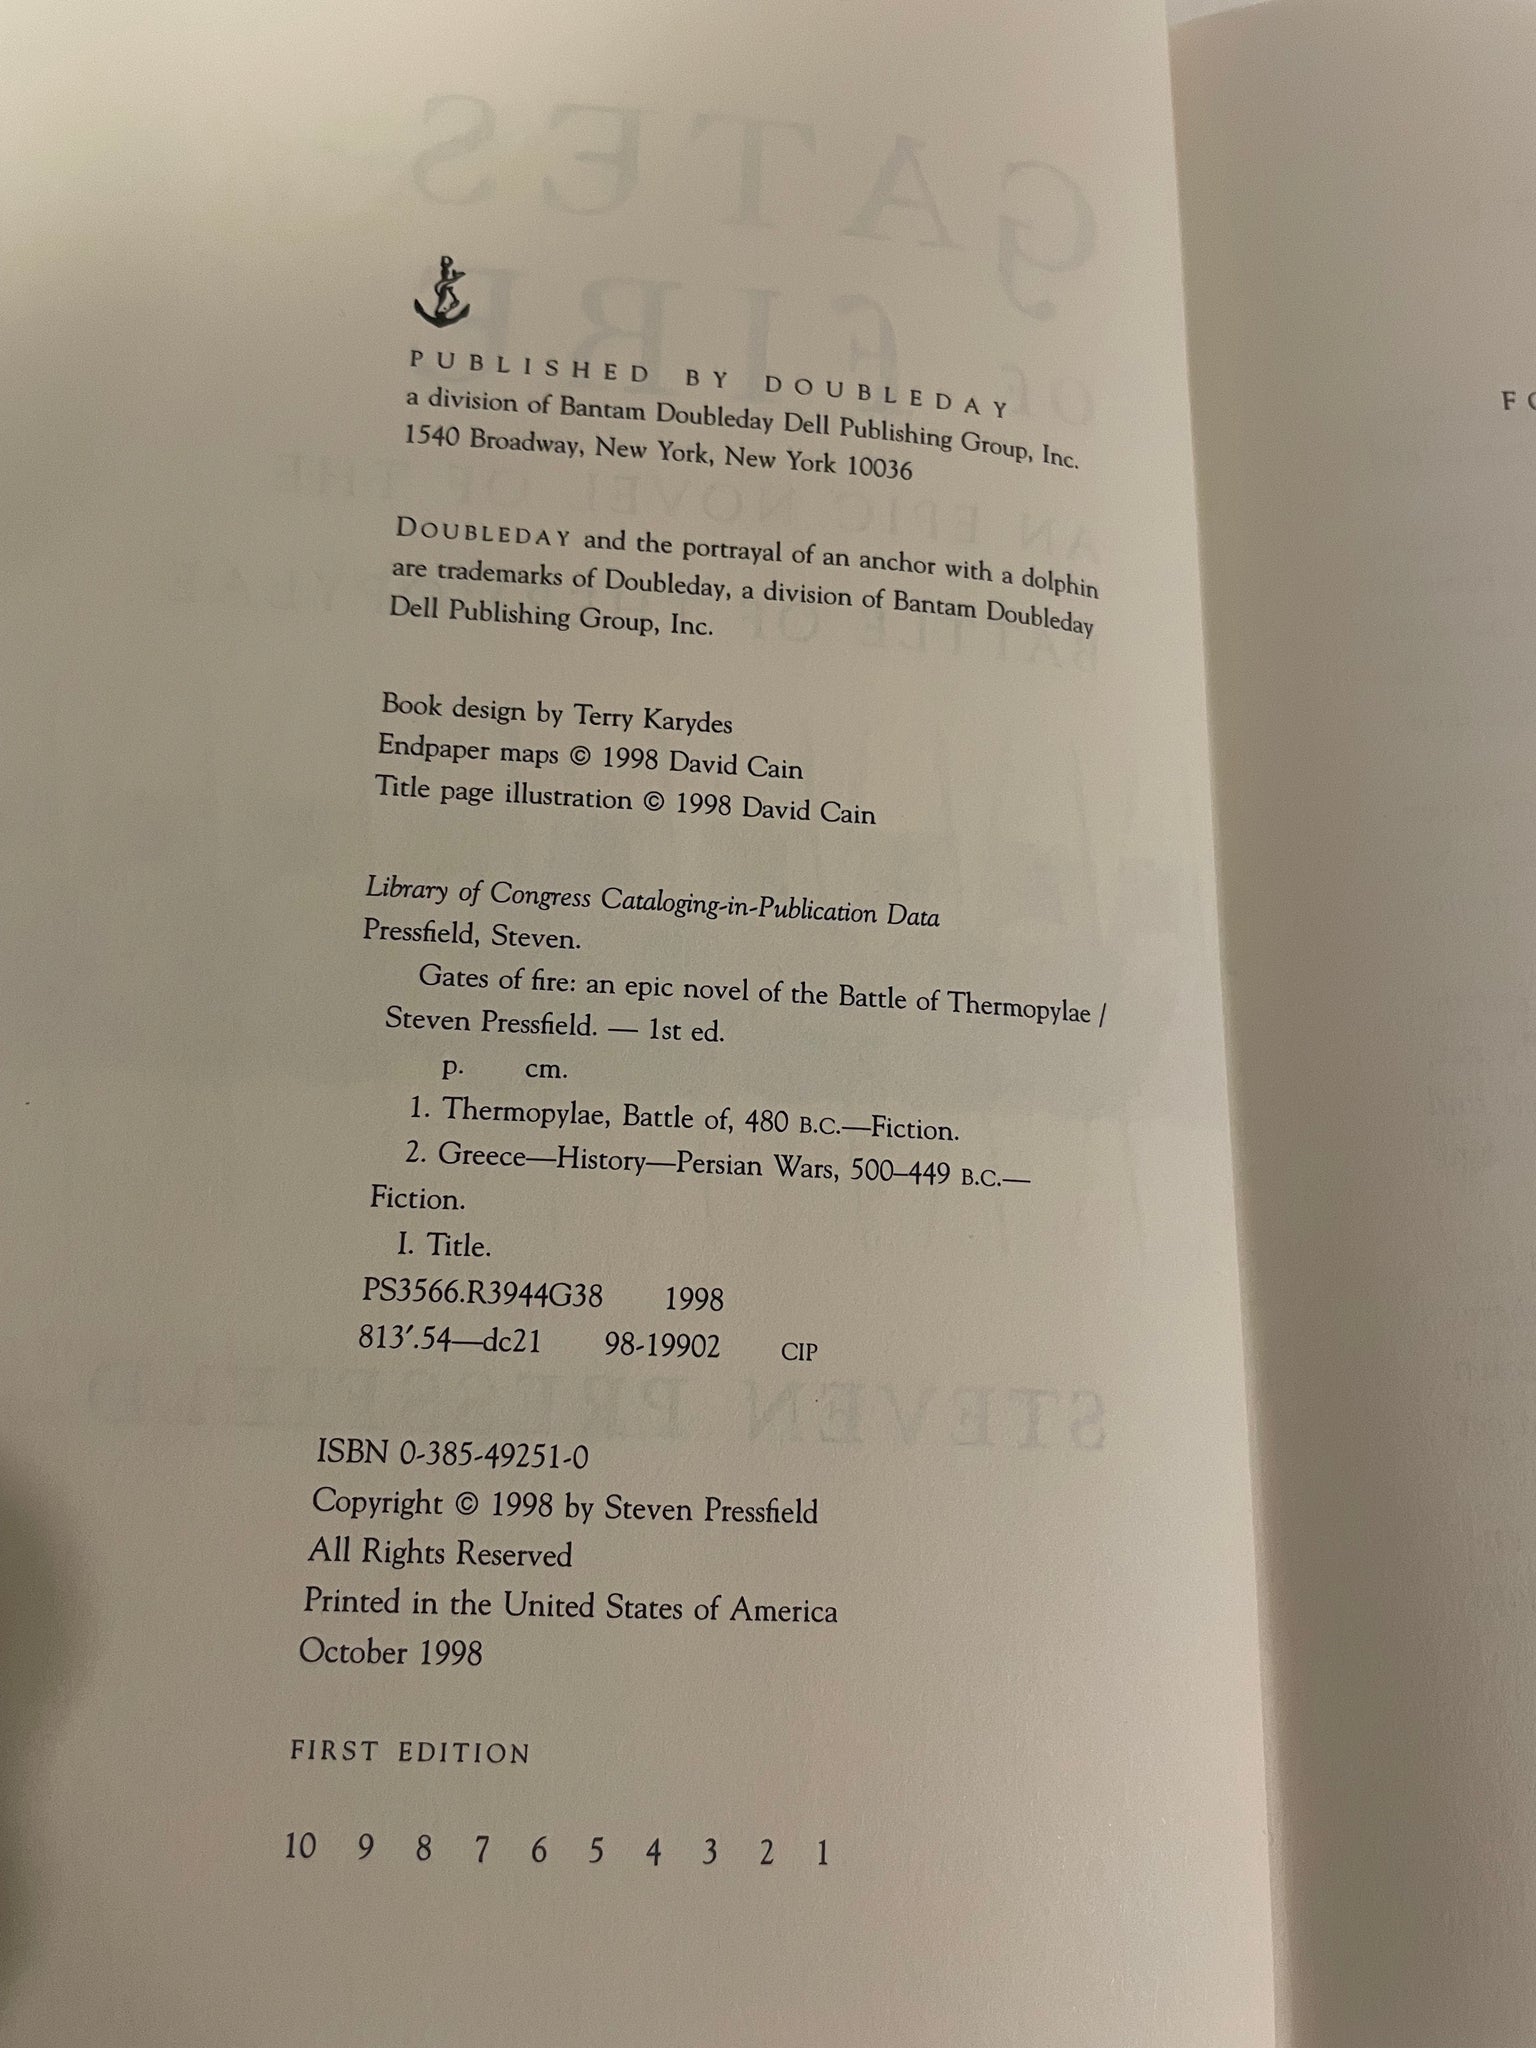 PUBLISHED BY DOUBLEDAY
a division of Bantam Doubleday Dell Publishing Group, Inc.
1540 Broadway, New York, New York 10036
DOUBLEDAY and the portrayal of an anchor with a dolphin
are trademarks of Doubleday, a division of Bantam Doubleday
Dell Publishing Group, Inc.
Book design by Terry Karydes
Endpaper maps © 1998 David Cain
Title page illustration © 1998 David Cain
Library of Congress Cataloging-in-Publication Data
Pressfield, Steven.
Gates of fire: an epic novel of the Battle of Thermopylae /
Steven Pressfield. — 1st ed.
p. cm.
1. Thermopylae, Battle of, 480 B.C.—Fiction.
2. Greece—History—Persian Wars, 500–449 B.C.—
Fiction.
I. Title.
PS3566.R3944G38 1998
813′.54—dc21 98-19902 CIP
ISBN 0-385-49251-0
Copyright © 1998 by Steven Pressfield
All Rights Reserved
Printed in the United States of America
October 1998
FIRST EDITION
10 9 8 7 6 5 4 3 2 1